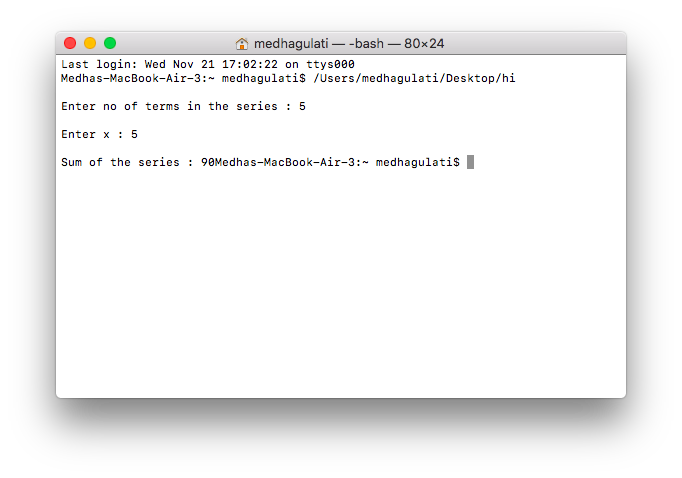 medhagulati — -bash — 80×24
Last login: Wed Nov 21 17:02:22 on ttys000
Medhas-MacBook-Air-3:~ medhagulati$ /Users/medhagulati/Desktop/hi
Enter no of terms in the series : 5
Enter x : 5
Sum of the series : 90Medhas-MacBook-Air-3:~ medhagulati$